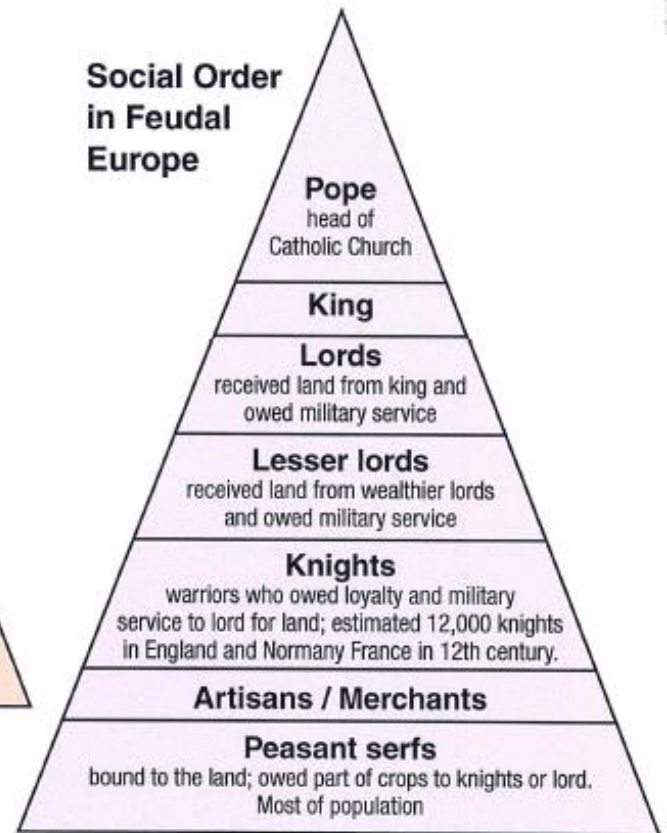 Social Order
in Feudal
Europe
Pope
head of
Catholic Church
King
Lords
received land from king and
owed military service
Lesser lords
received land from wealthier lords
and owed military service
Knights
warriors who owed loyalty and military
service to lord for land; estimated 12,000 knights
in England and Normany France in 12th century.
Artisans / Merchants
Peasant serfs
bound to the land; owed part of crops to knights or lord.
Most of population